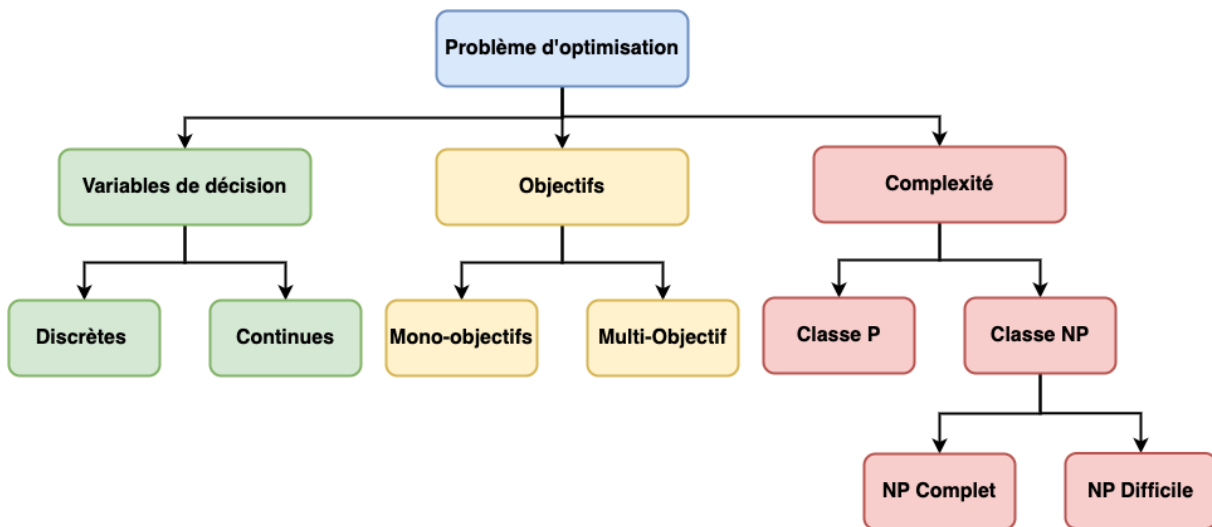 Problème d'optimisation
Variables de décision
Objectifs
Complexité
Discrètes
Continues
Mono-objectifs
Multi-Objectif
Classe P
Classe NP
NP Complet
NP Difficile